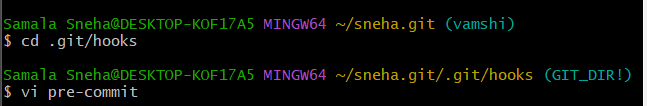 Samala Sneha@DESKTOP-KOF17A5 MINGW64 ~/sneha.git (vamshi)
$ cd .git/hooks
Samala Sneha@DESKTOP-KOF17A5 MINGW64 ~/sneha.git/.git/hooks (GIT_DIR!)
$ vi pre-commit